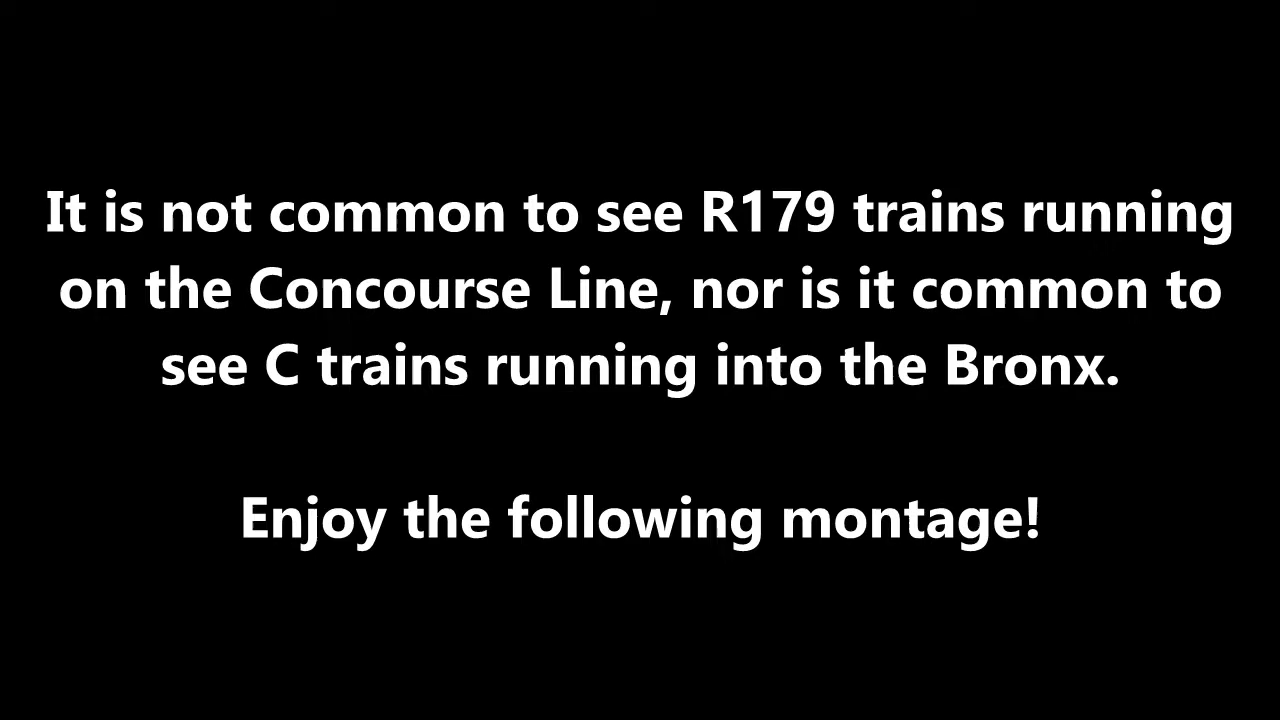 It is not common to see R179 trains running
on the Concourse Line, nor is it common to
see C trains running into the Bronx.
Enjoy the following montage!